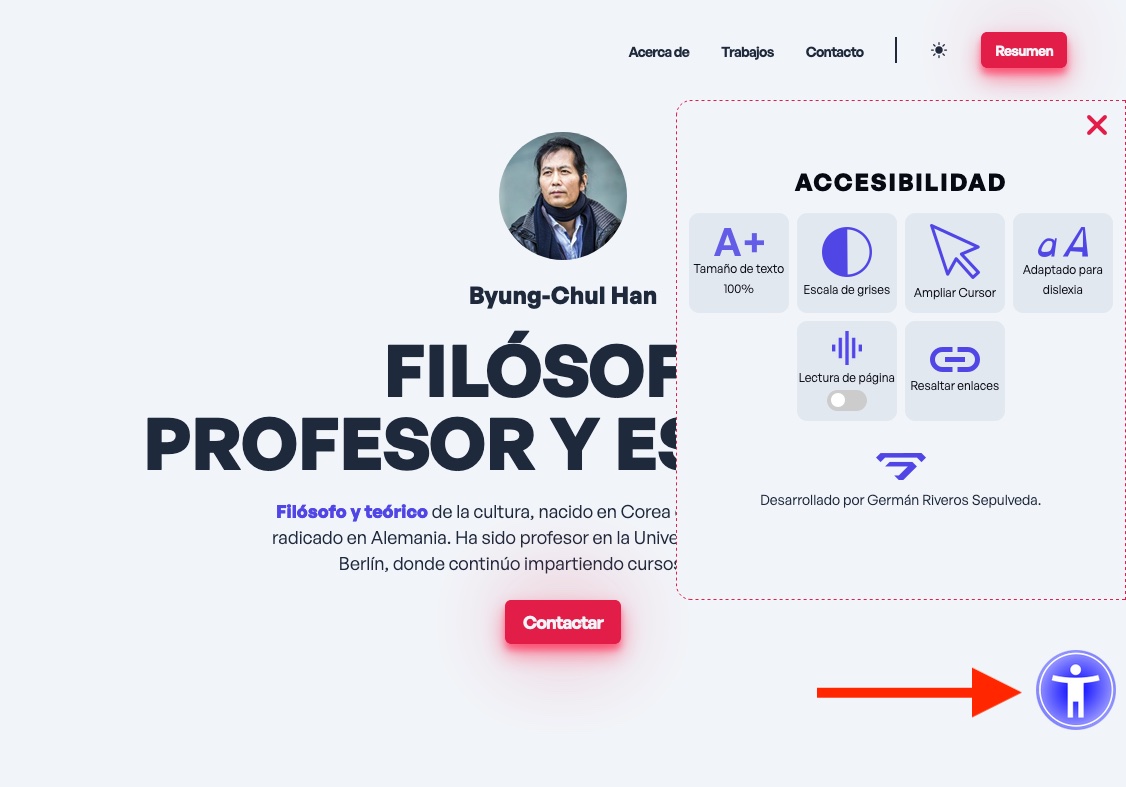 Acerca de
Trabajos
Contacto
Resumen
Byung-Chul Han
FILÓSOF
PROFESOR Y ES
Filósofo y teórico de la cultura, nacido en Corea
radicado en Alemania. Ha sido profesor en la Unive
Berlín, donde continúo impartiendo cursos
Contactar
ACCESIBILIDAD
A+
Tamaño de texto
100%
Escala de grises
Ampliar Cursor
a A
Adaptado para
dislexia
Lectura de página
Resaltar enlaces
Desarrollado por Germán Riveros Sepulveda.